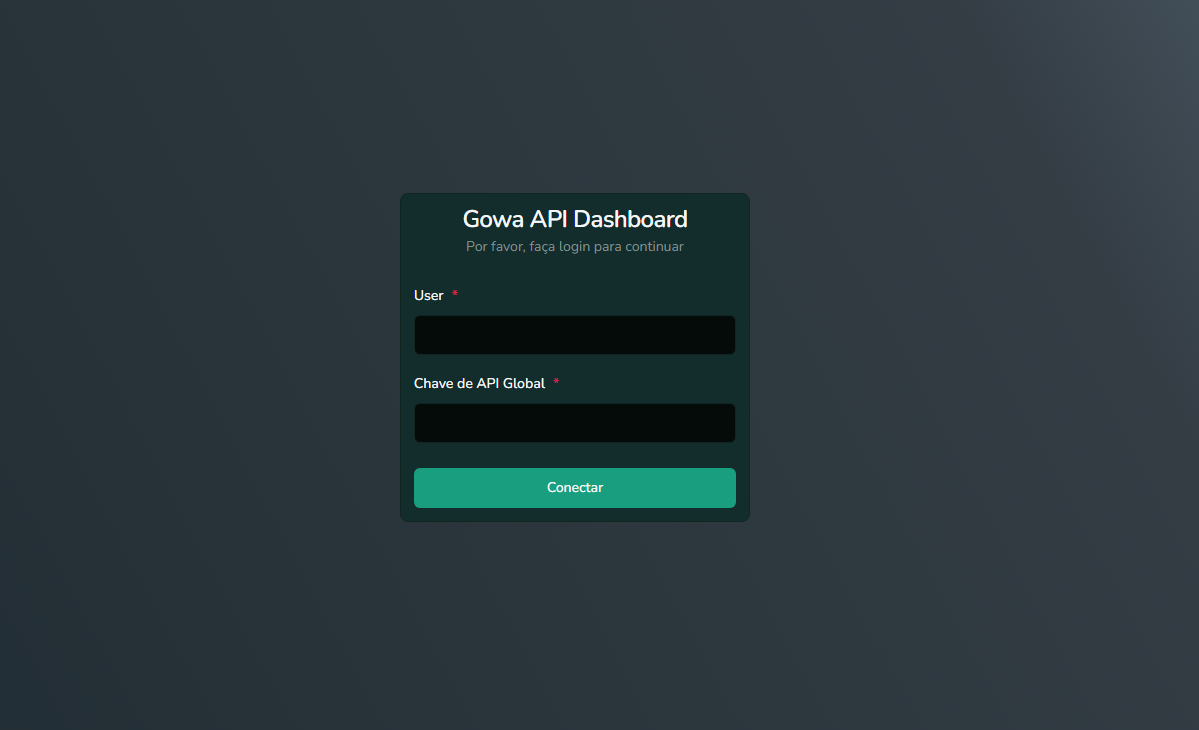 Gowa API Dashboard
Por favor, faça login para continuar
User *
Chave de API Global *
Conectar